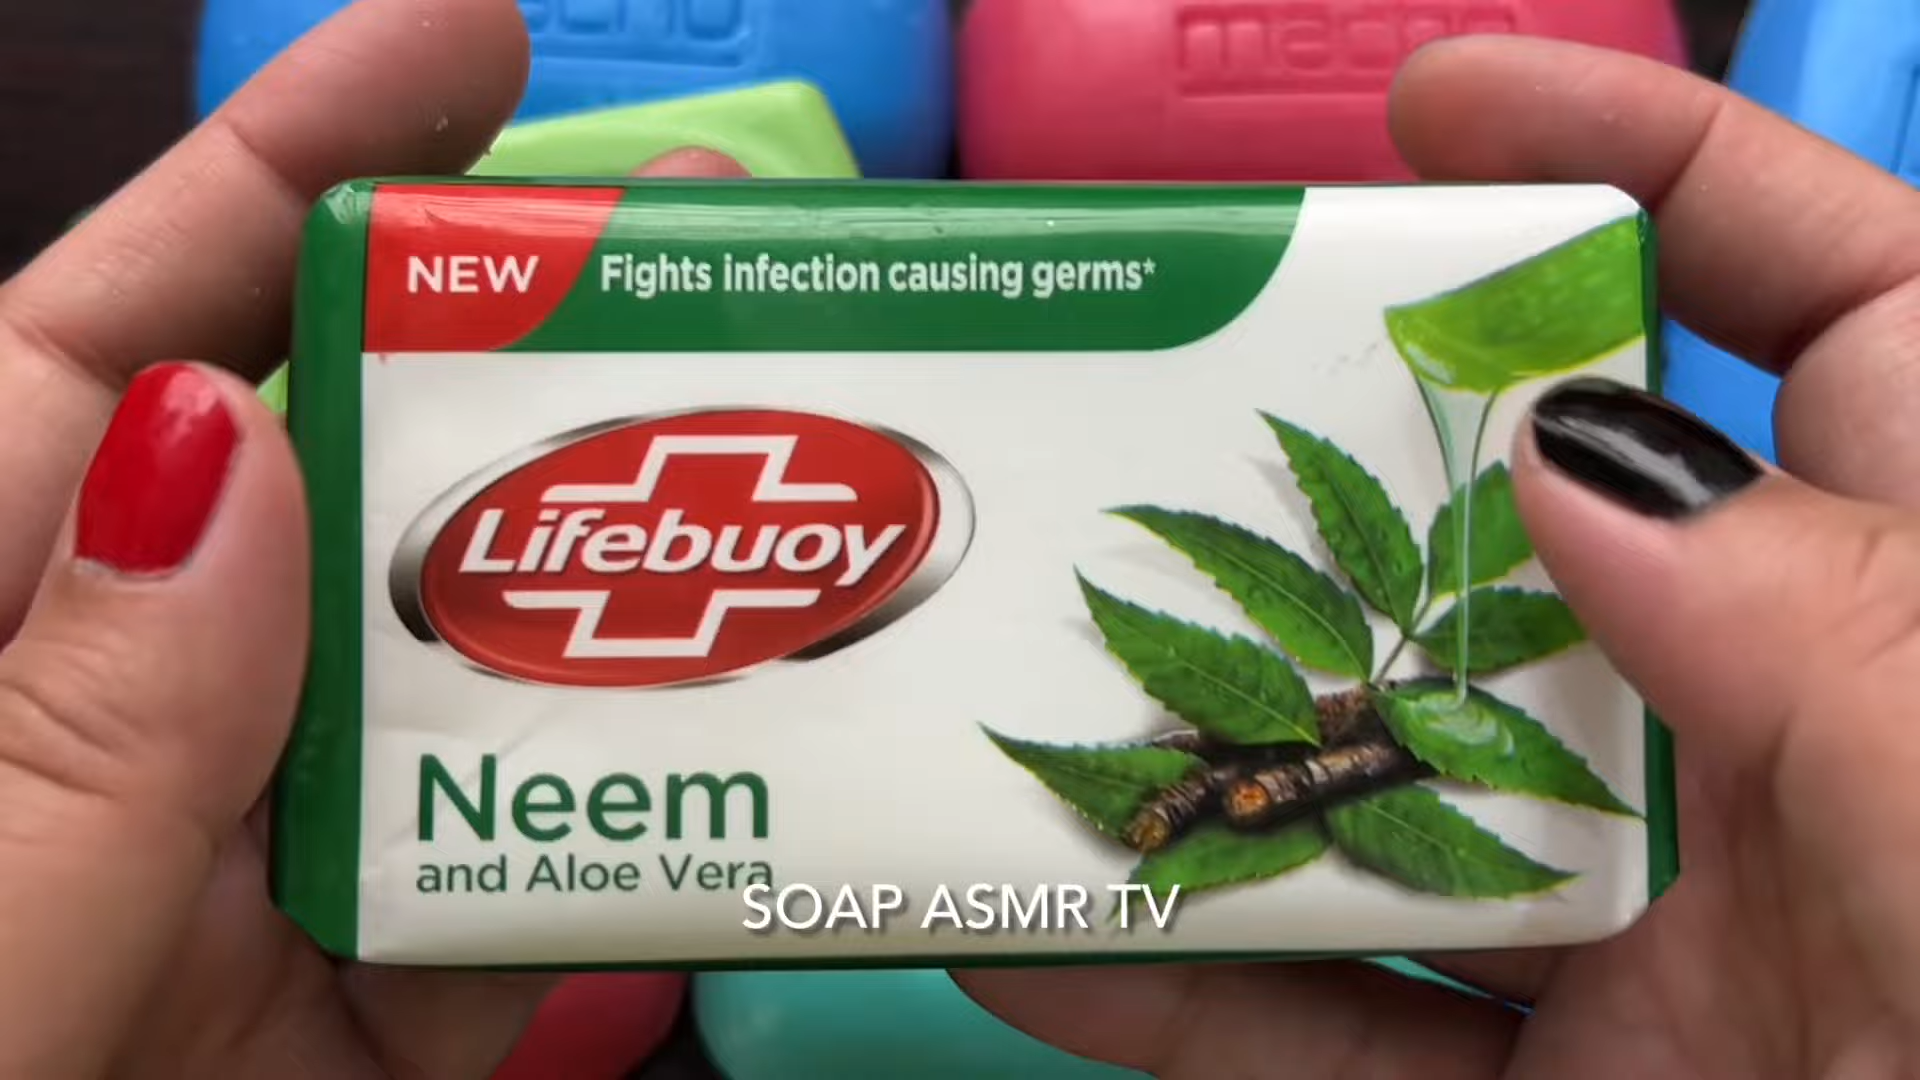 NEW
Fights infection causing germs*
Lifebuoy
Neem
and Aloe Vera
SOAP ASMR TV